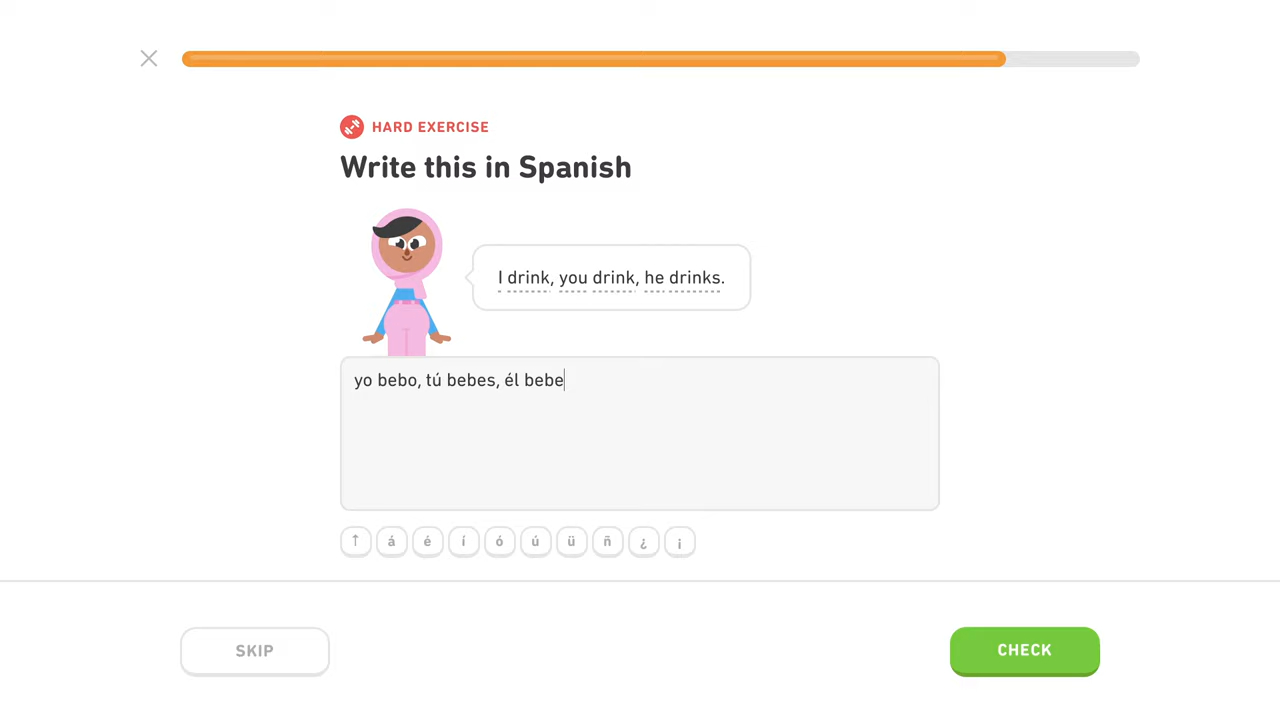 HARD EXERCISE
Write this in Spanish
I drink, you drink, he drinks.
yo bebo, tú bebes, él bebe
↑ á é í ó ú ü ñ ¿ ¡
SKIP
CHECK